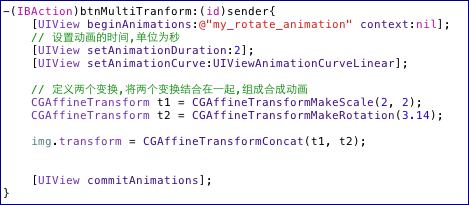 -(IBAction)btnMultiTranform:(id)sender{
[UIView beginAnimations:@"my_rotate_animation" context:nil];
// 设置动画的时间,单位为秒
[UIView setAnimationDuration:2];
[UIView setAnimationCurve:UIViewAnimationCurveLinear];
// 定义两个变换,将两个变换结合在一起,组成合成动画
CGAffineTransform t1 = CGAffineTransformMakeScale(2, 2);
CGAffineTransform t2 = CGAffineTransformMakeRotation(3.14);
img.transform = CGAffineTransformConcat(t1, t2);
[UIView commitAnimations];
}